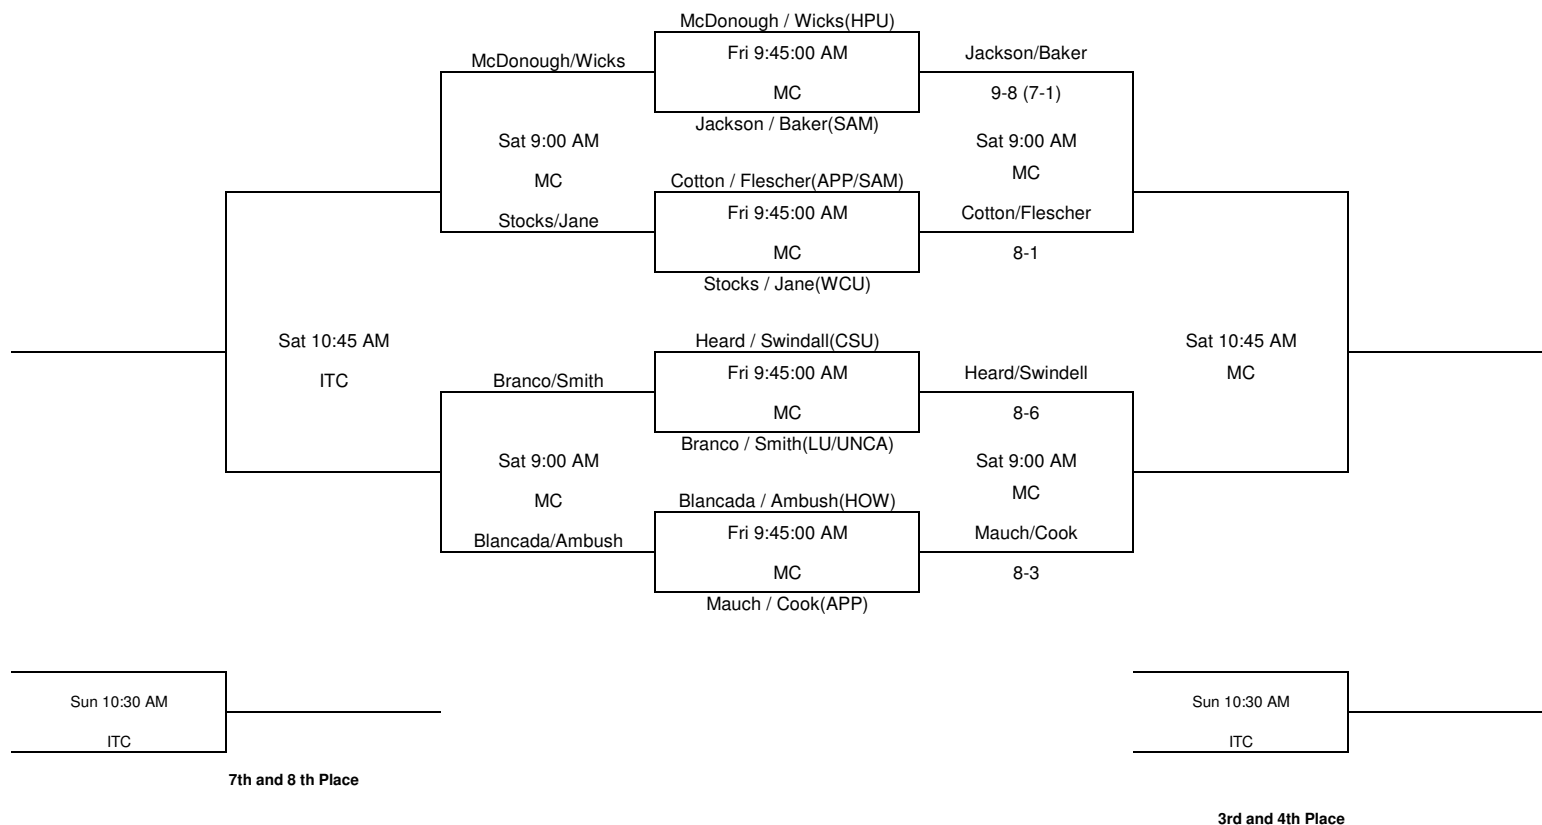 McDonough / Wicks(HPU)
McDonough/Wicks
Fri 9:45:00 AM
Jackson/Baker
MC
9-8 (7-1)
Jackson / Baker(SAM)
Sat 9:00 AM
Sat 9:00 AM
MC
Cotton / Flescher(APP/SAM)
MC
Stocks/Jane
Fri 9:45:00 AM
Cotton/Flescher
MC
8-1
Stocks / Jane(WCU)
Sat 10:45 AM
Heard / Swindall(CSU)
Sat 10:45 AM
ITC
Branco/Smith
Fri 9:45:00 AM
Heard/Swindell
MC
MC
8-6
Branco / Smith(LU/UNCA)
Sat 9:00 AM
Sat 9:00 AM
MC
Blancada / Ambush(HOW)
MC
Blancada/Ambush
Fri 9:45:00 AM
Mauch/Cook
MC
8-3
Mauch / Cook(APP)
Sun 10:30 AM
Sun 10:30 AM
ITC
ITC
7th and 8 th Place
3rd and 4th Place